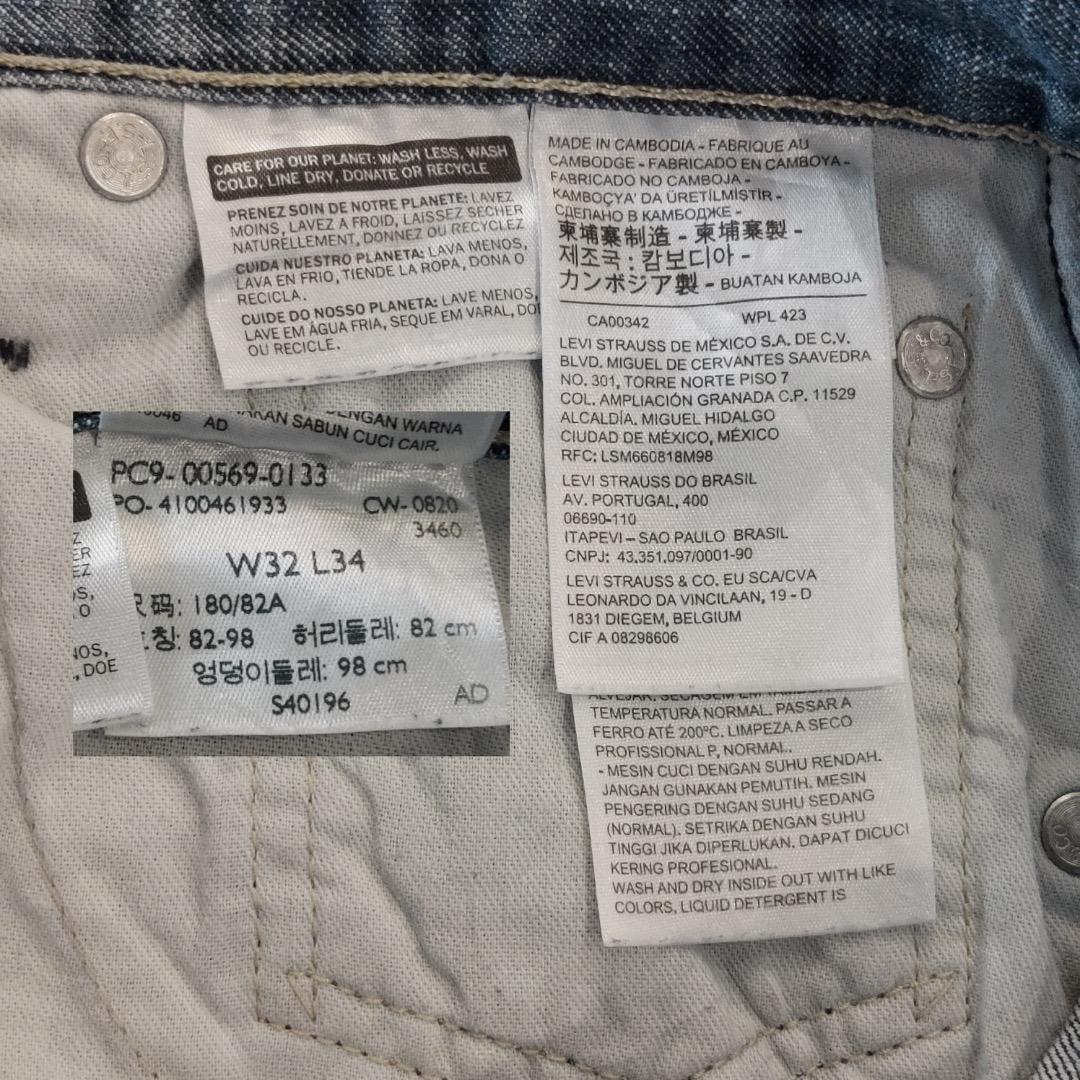 CARE FOR OUR PLANET: WASH LESS, WASH
COLD, LINE DRY, DONATE OR RECYCLE
PRENEZ SOIN DE NOTRE PLANETE: LAVEZ
MOINS, LAVEZ A FROID, LAISSEZ SECHER
NATURELLEMENT, DONNEZ OU RECYCLEZ
CUIDA NUESTRO PLANETA: LAVA MENOS,
LAVA EN FRIO, TIENDE LA ROPA, DONA O
RECICLA.
CUIDE DO NOSSO PLANETA: LAVE MENOS,
LAVE EM ÁGUA FRIA, SEQUE EM VARAL,
OU RECICLE.
MADE IN CAMBODIA - FABRIQUE AU
CAMBODGE - FABRICADO EN CAMBOYA -
FABRICADO NO CAMBOJA -
KAMBOÇYA' DA ÜRETİLMİŞTİR -
СДЕЛАНО В КАМБОДЖЕ -
柬埔寨制造 - 柬埔寨製 -
제조국 : 캄보디아 -
カンボジア製 - BUATAN KAMBOJA
CA00342 WPL 423
LEVI STRAUSS DE MÉXICO S.A. DE C.V.
BLVD. MIGUEL DE CERVANTES SAAVEDRA
NO. 301, TORRE NORTE PISO 7
COL. AMPLIACIÓN GRANADA C.P. 11529
ALCALDÍA. MIGUEL HIDALGO
CIUDAD DE MÉXICO, MÉXICO
RFC: LSM660818M98
LEVI STRAUSS DO BRASIL
AV. PORTUGAL, 400
06690-110
ITAPEVI – SAO PAULO BRASIL
CNPJ: 43.351.097/0001-90
LEVI STRAUSS & CO. EU SCA/CVA
LEONARDO DA VINCILAAN, 19 - D
1831 DIEGEM, BELGIUM
CIF A 08298606
ALVEJAR. SECAGEM EM
TEMPERATURA NORMAL. PASSAR A
FERRO ATÉ 200ºC. LIMPEZA A SECO
PROFISSIONAL P, NORMAL..
- MESIN CUCI DENGAN SUHU RENDAH.
JANGAN GUNAKAN PEMUTIH. MESIN
PENGERING DENGAN SUHU SEDANG
(NORMAL). SETRIKA DENGAN SUHU
TINGGI JIKA DIPERLUKAN. DAPAT DICUCI
KERING PROFESIONAL.
WASH AND DRY INSIDE OUT WITH LIKE
COLORS, LIQUID DETERGENT IS
DENGAN WARNA
AD SABUN CUCI CAIR.
PC9- 00569-0133
PO- 4100461933 CW- 0820
3460
W32 L34
尺码: 180/82A
82-98 허리둘레: 82 cm
엉덩이둘레: 98 cm
S40196 AD